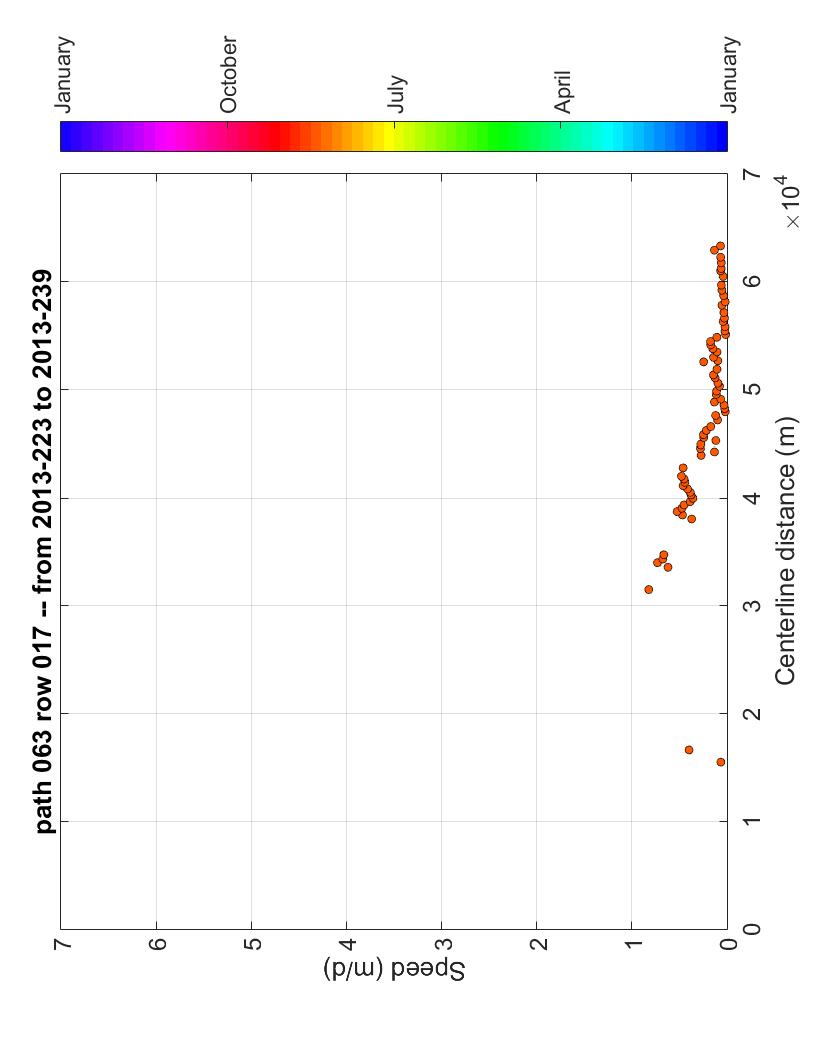 path 063 row 017 -- from 2013-223 to 2013-239
Speed (m/d)
7
6
5
4
3
2
1
0
0
1
2
3
4
5
6
7
×10^4
Centerline distance (m)
January
October
July
April
January